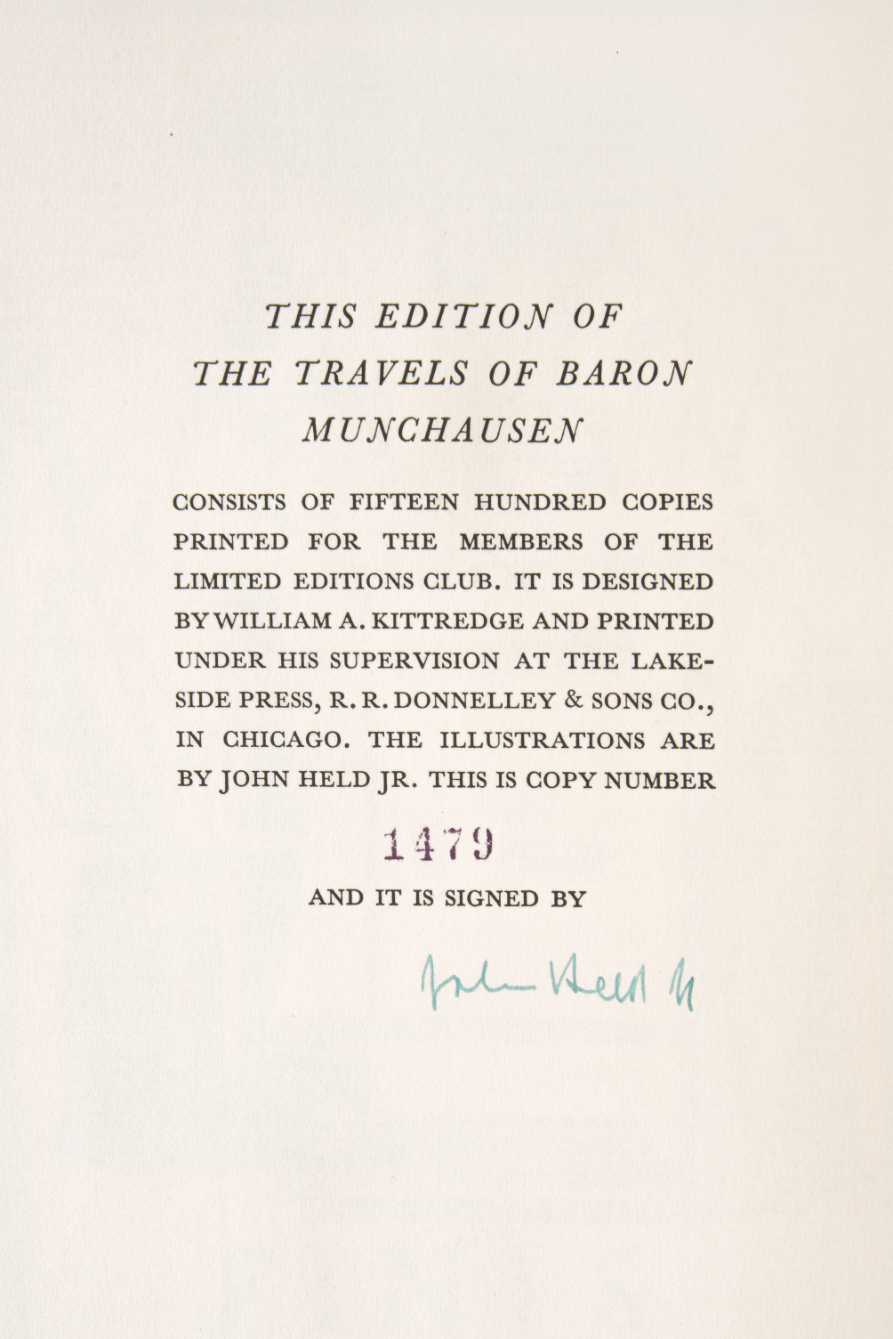 THIS EDITION OF
THE TRAVELS OF BARON
MUNCHAUSEN
CONSISTS OF FIFTEEN HUNDRED COPIES
PRINTED FOR THE MEMBERS OF THE
LIMITED EDITIONS CLUB. IT IS DESIGNED
BY WILLIAM A. KITTREDGE AND PRINTED
UNDER HIS SUPERVISION AT THE LAKE-
SIDE PRESS, R. R. DONNELLEY & SONS CO.,
IN CHICAGO. THE ILLUSTRATIONS ARE
BY JOHN HELD JR. THIS IS COPY NUMBER
1479
AND IT IS SIGNED BY
John Held Jr